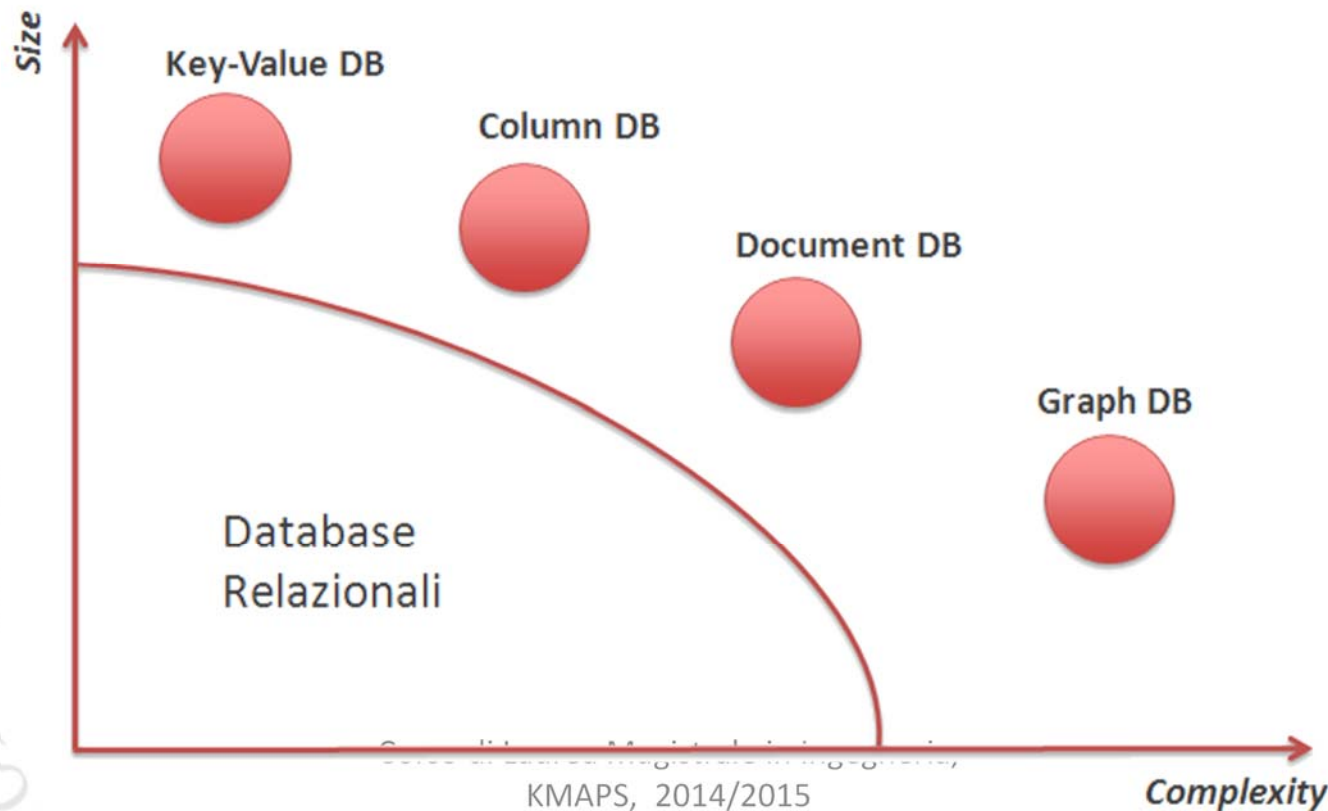 Size
Key-Value DB
Column DB
Document DB
Graph DB
Database
Relazionali
KMAPS, 2014/2015
Complexity